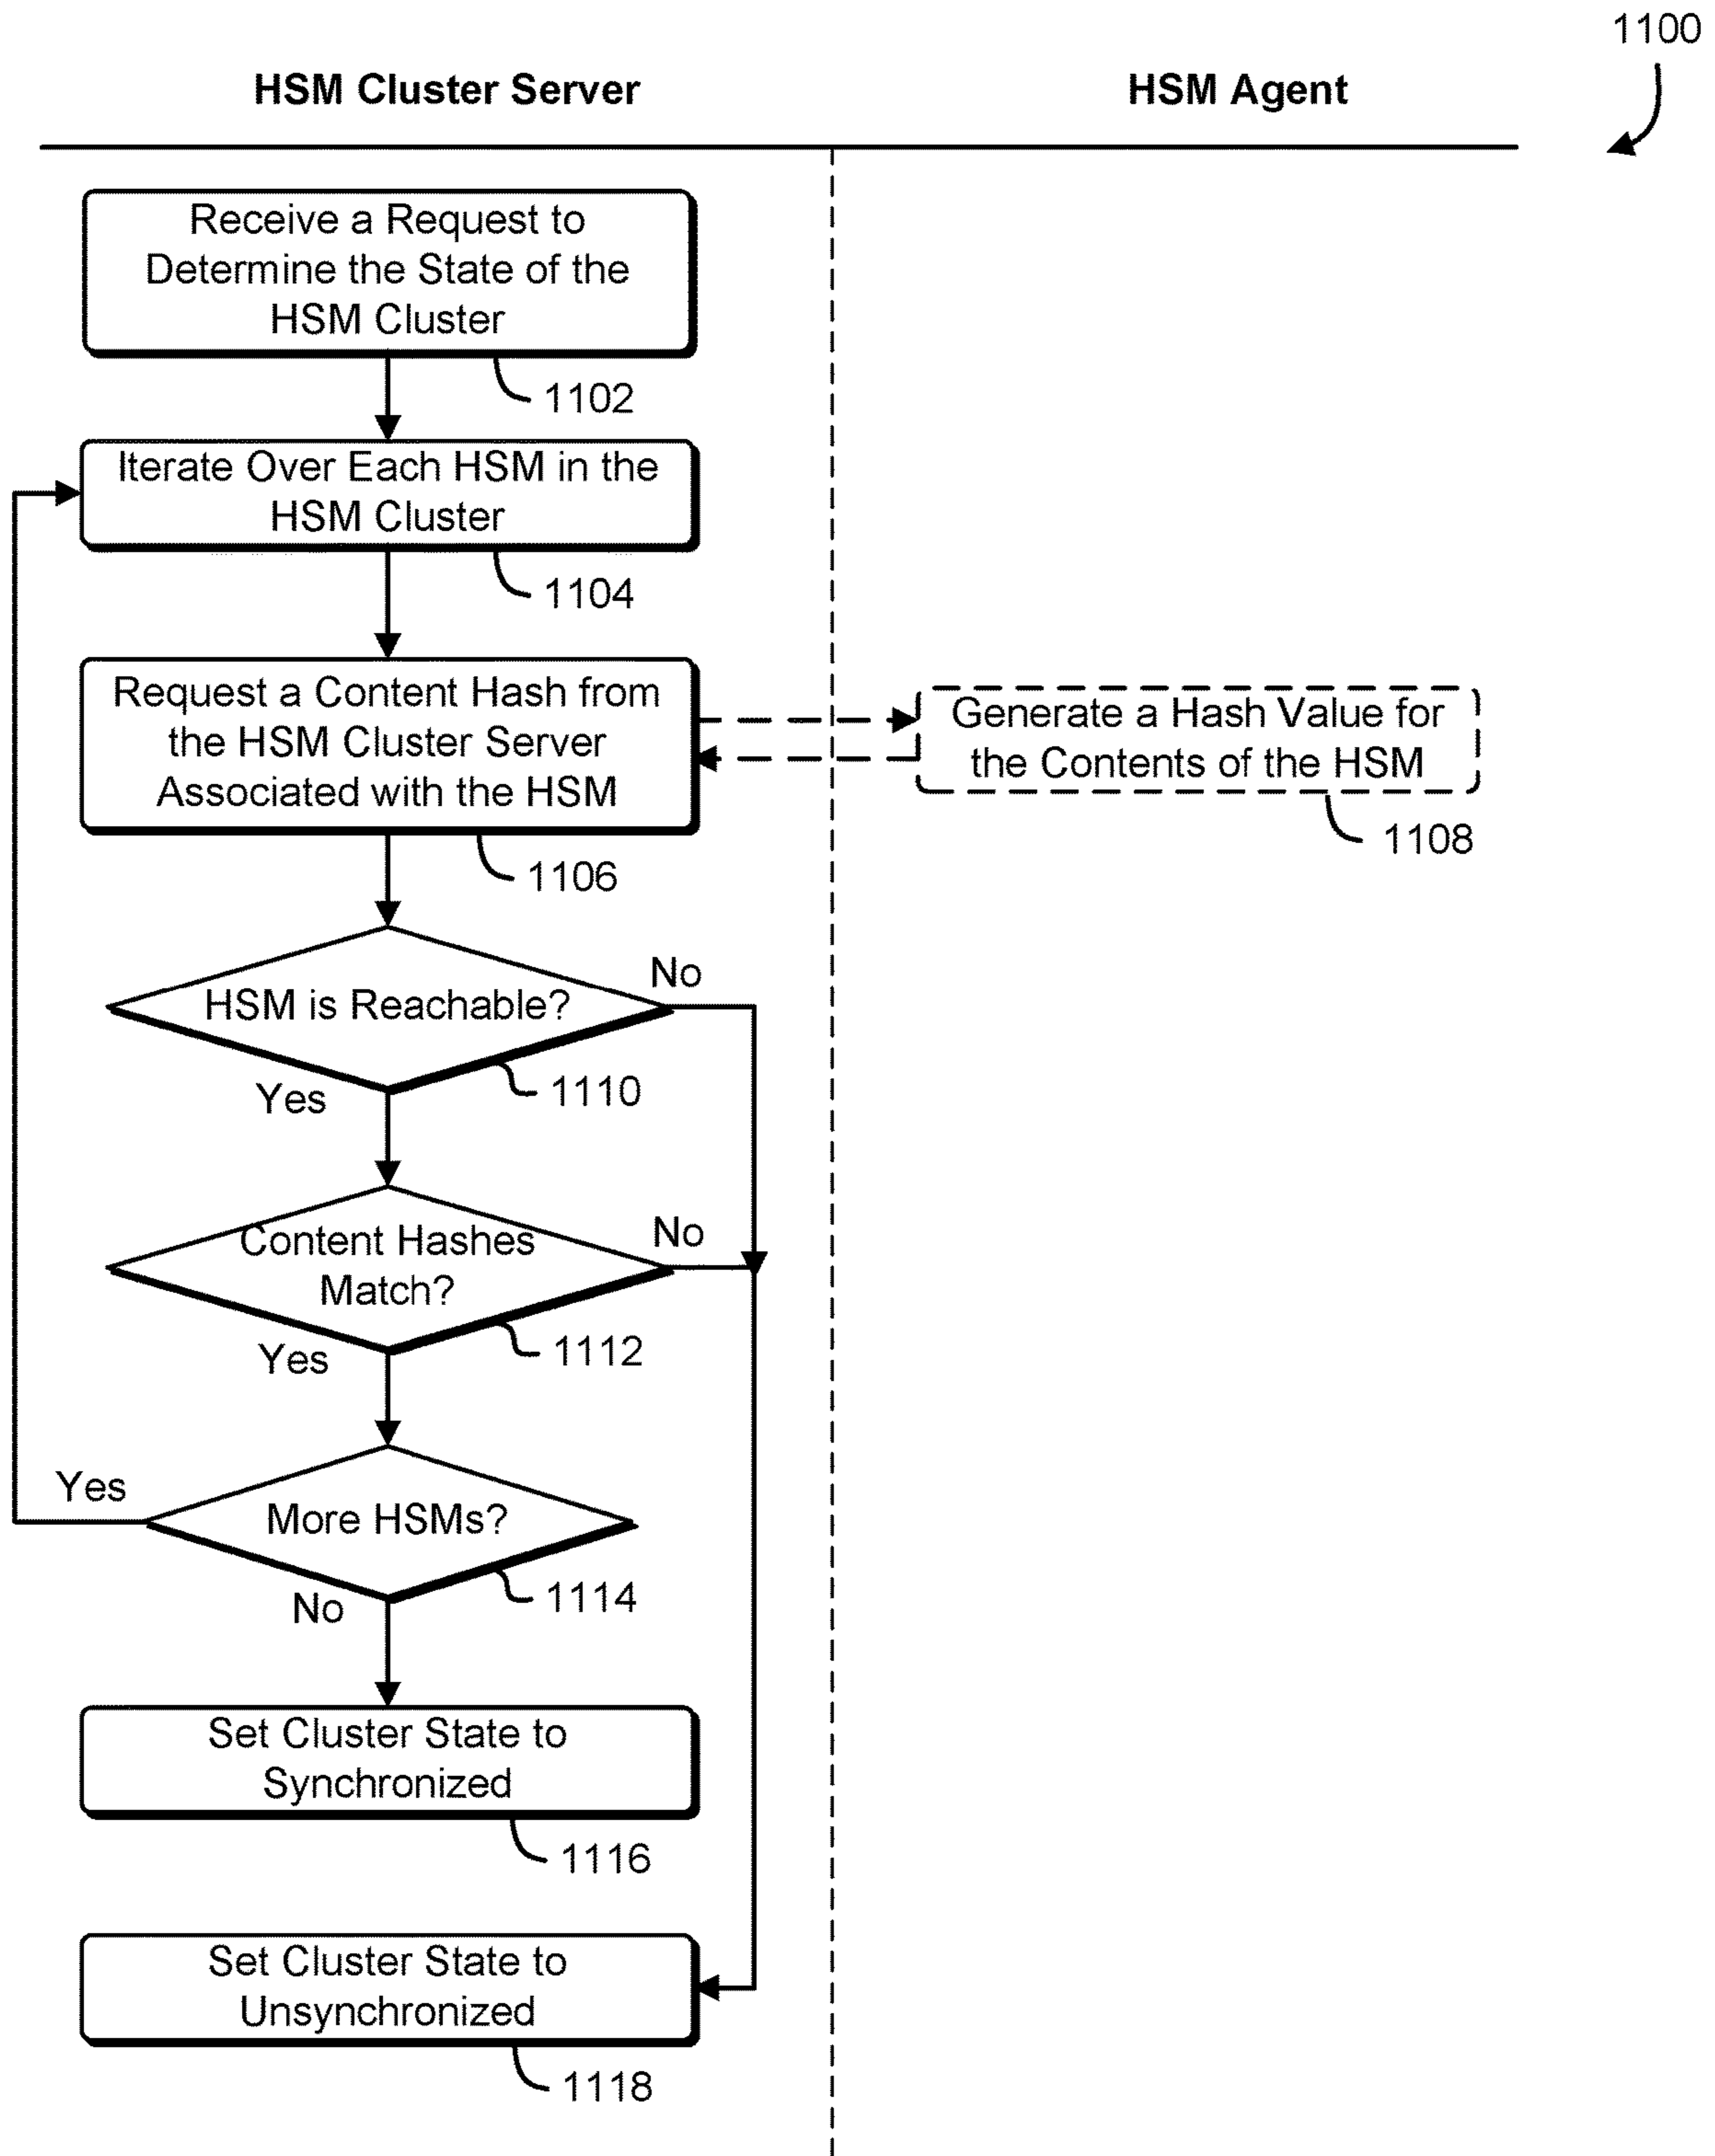 1100
HSM Cluster Server
HSM Agent
Receive a Request to
Determine the State of the
HSM Cluster
1102
Iterate Over Each HSM in the
HSM Cluster
1104
Request a Content Hash from
the HSM Cluster Server
Associated with the HSM
1106
Generate a Hash Value for
the Contents of the HSM
1108
HSM is Reachable?
No
Yes
1110
Content Hashes
Match?
No
Yes
1112
More HSMs?
Yes
No
1114
Set Cluster State to
Synchronized
1116
Set Cluster State to
Unsynchronized
1118